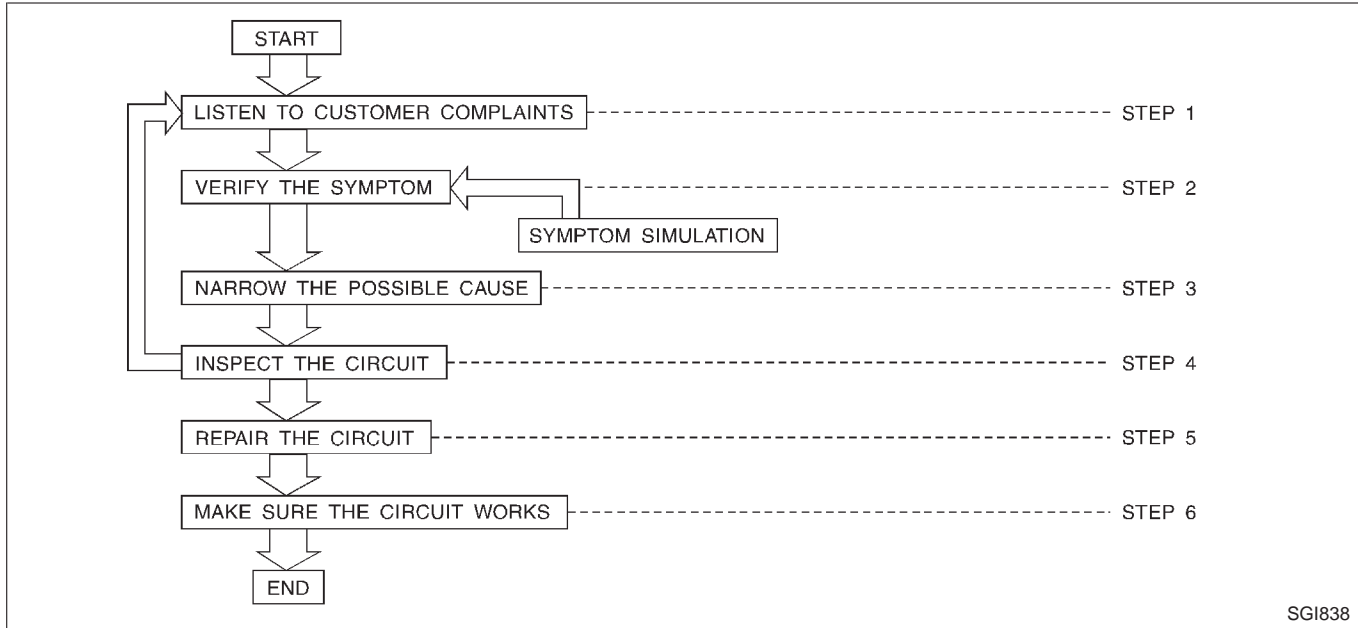 START
LISTEN TO CUSTOMER COMPLAINTS STEP 1
VERIFY THE SYMPTOM STEP 2
SYMPTOM SIMULATION
NARROW THE POSSIBLE CAUSE STEP 3
INSPECT THE CIRCUIT STEP 4
REPAIR THE CIRCUIT STEP 5
MAKE SURE THE CIRCUIT WORKS STEP 6
END
SGI838